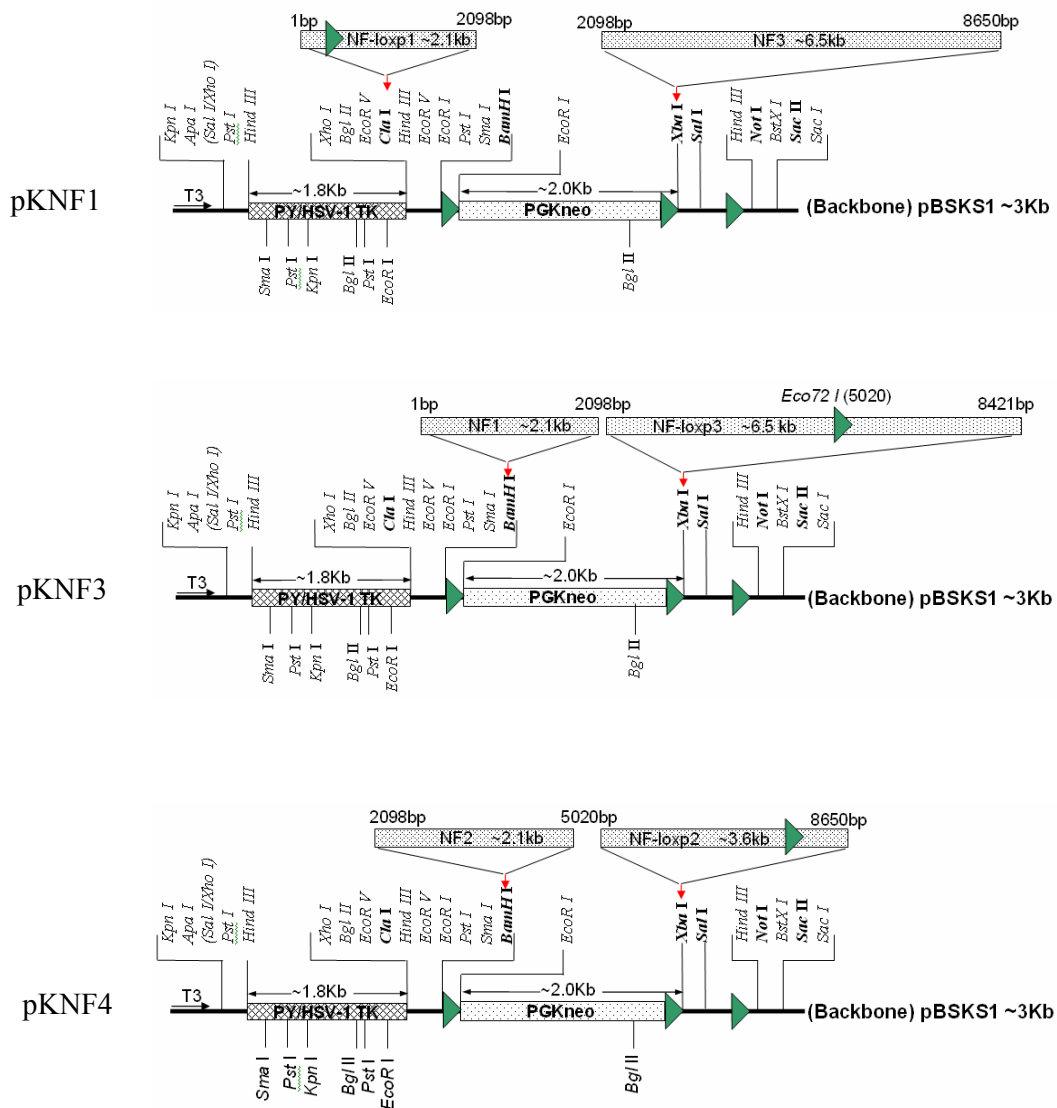 1bp 2098bp 2098bp 8650bp
NF-loxp1 ~2.1kb NF3 ~6.5kb
Kpn I
Apa I
(Sal I/Xho I)
Pst I
Hind III
Xho I
Bgl II
EcoR V
Cla I
Hind III
EcoR V
EcoR I
Pst I
Sma I
BamH I
EcoR I
Xba I
Sal I
Hind III
Not I
BstX I
Sac II
Sac I
pKNF1
T3 ~1.8Kb ~2.0Kb
PY/HSV-1 TK PGKneo (Backbone) pBSKS1 ~3Kb
Sma I
Pst I
Kpn I
Bgl II
Pst I
EcoR I
Bgl II
Eco72 I (5020)
1bp 2098bp 8421bp
NF1 ~2.1kb NF-loxp3 ~6.5 kb
Kpn I
Apa I
(Sal I/Xho I)
Pst I
Hind III
Xho I
Bgl II
EcoR V
Cla I
Hind III
EcoR V
EcoR I
Pst I
Sma I
BamH I
EcoR I
Xba I
Sal I
Hind III
Not I
BstX I
Sac II
Sac I
pKNF3
T3 ~1.8Kb ~2.0Kb
PY/HSV-1 TK PGKneo (Backbone) pBSKS1 ~3Kb
Sma I
Pst I
Kpn I
Bgl II
Pst I
EcoR I
Bgl II
2098bp 5020bp 8650bp
NF2 ~2.1kb NF-loxp2 ~3.6kb
Kpn I
Apa I
(Sal I/Xho I)
Pst I
Hind III
Xho I
Bgl II
EcoR V
Cla I
Hind III
EcoR V
EcoR I
Pst I
Sma I
BamH I
EcoR I
Xba I
Sal I
Hind III
Not I
BstX I
Sac II
Sac I
pKNF4
T3 ~1.8Kb ~2.0Kb
PY/HSV-1 TK PGKneo (Backbone) pBSKS1 ~3Kb
Sma I
Pst I
Kpn I
Bgl II
Pst I
EcoR I
Bgl II